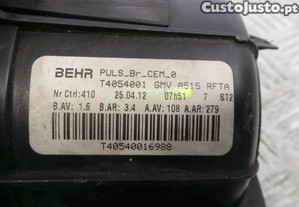 CustoJusto.pt
BEHR PULS_Br_CEM_0
T4054001 GMV A515 RFTA
Nr Ctrl:410 25.04.12 07h51 7 S12
B.AV: 1.6 B.AR: 3.4 A.AV: 108 A.AR: 279
T40540016988